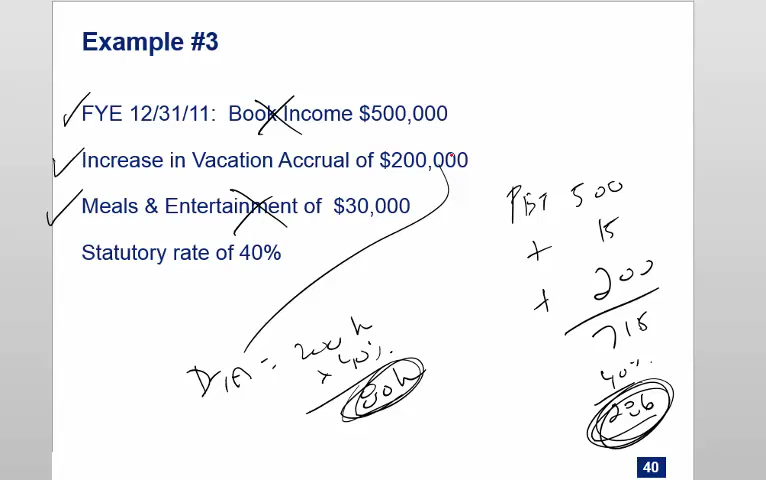 Example #3
FYE 12/31/11: Book Income $500,000
Increase in Vacation Accrual of $200,000
Meals & Entertainment of $30,000
Statutory rate of 40%
PBT 500
+ 15
+ 200
715
40%
DTA = 200k
x 40%
80k
40